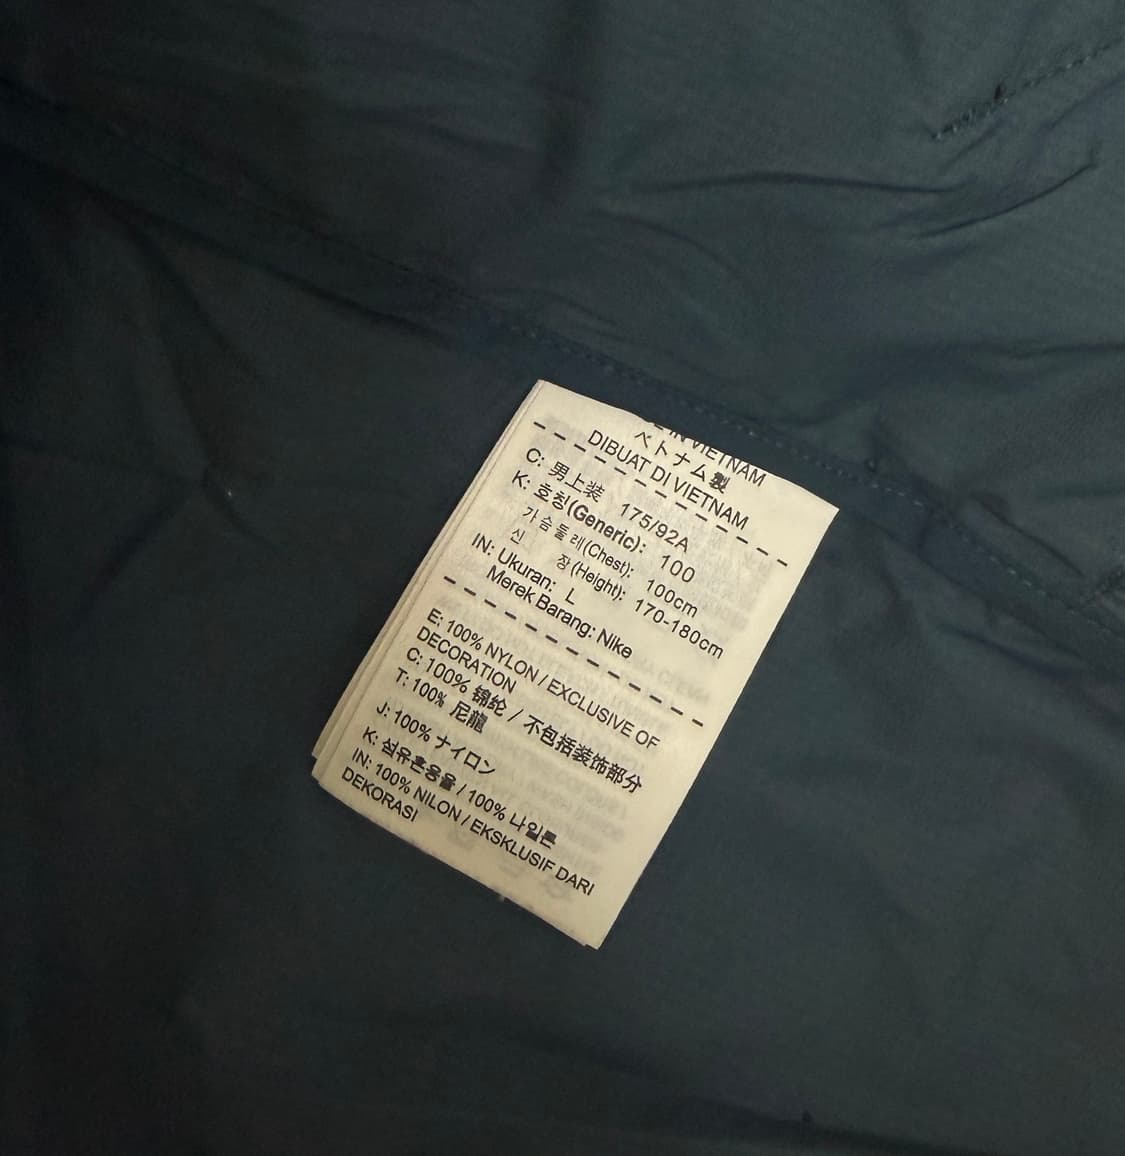 IN VIETNAM
ベトナム製
DIBUAT DI VIETNAM
C: 男上装 175/92A
K: 호칭(Generic): 100
가슴둘레(Chest): 100cm
신 장(Height): 170-180cm
IN: Ukuran: L
Merek Barang: Nike
E: 100% NYLON / EXCLUSIVE OF
DECORATION
C: 100% 锦纶 / 不包括装饰部分
T: 100% 尼龍
J: 100% ナイロン
K: 섬유혼용율 / 100% 나일론
IN: 100% NILON / EKSKLUSIF DARI
DEKORASI